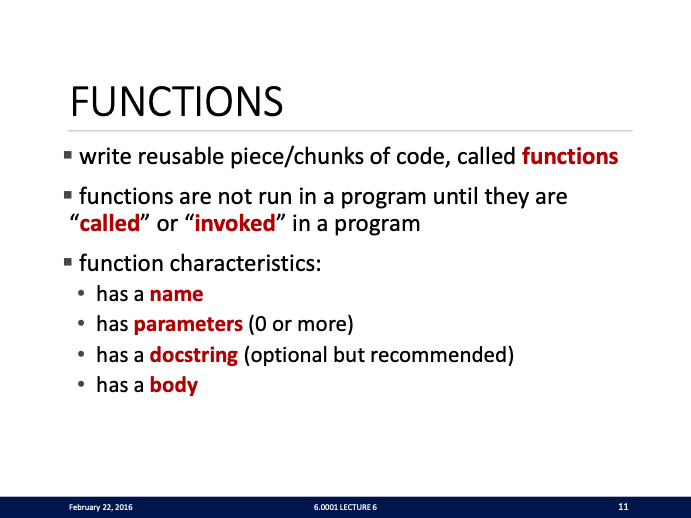 FUNCTIONS
▪ write reusable piece/chunks of code, called functions
▪ functions are not run in a program until they are
“called” or “invoked” in a program
▪ function characteristics:
• has a name
• has parameters (0 or more)
• has a docstring (optional but recommended)
• has a body
February 22, 2016 6.0001 LECTURE 6 11